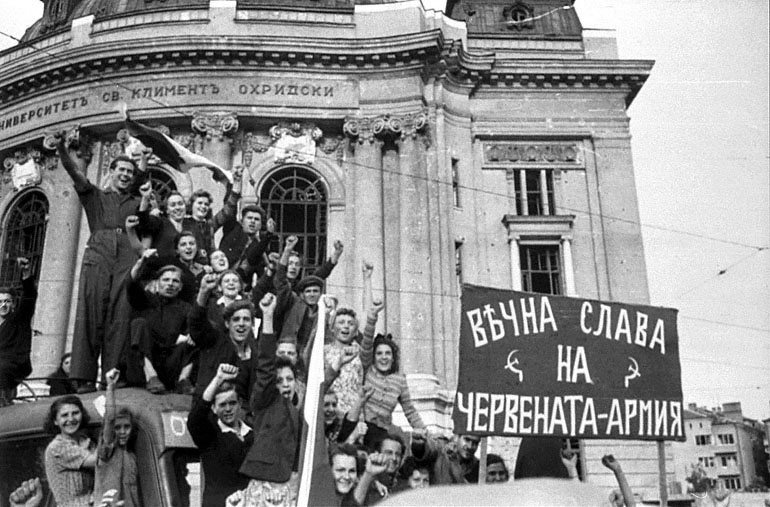 УНИВЕРСИТЕТЪ СВ. КЛИМЕНТЪ ОХРИДСКИ
ВѢЧНА СЛАВА
НА
ЧЕРВЕНАТА-АРМИЯ